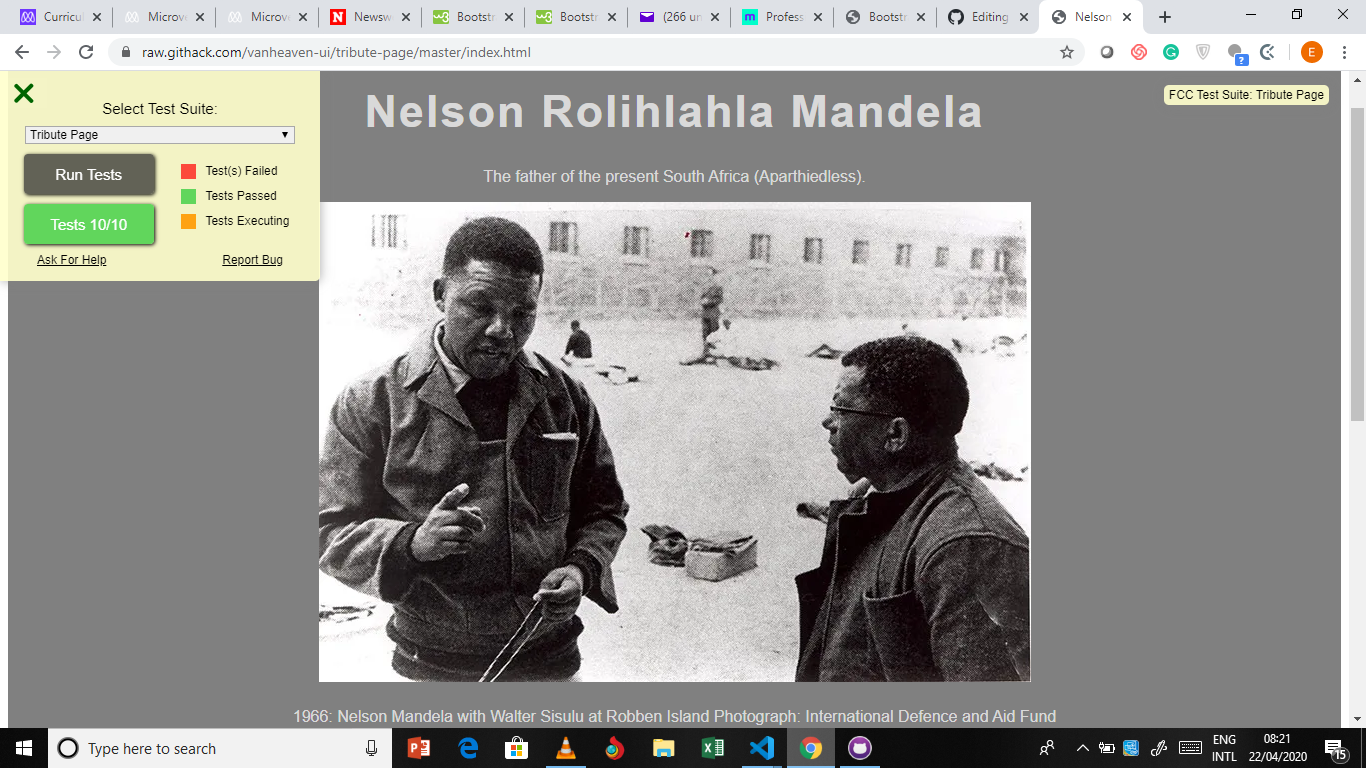 Curricul
Microve
Microve
Newsw
Bootstr
Bootstr
(266 un
Profess
Bootstr
Editing
Nelson
raw.githack.com/vanheaven-ui/tribute-page/master/index.html
E
Select Test Suite:
Tribute Page
Run Tests
Test(s) Failed
Tests Passed
Tests 10/10
Tests Executing
Ask For Help
Report Bug
Nelson Rolihlahla Mandela
FCC Test Suite: Tribute Page
The father of the present South Africa (Aparthiedless).
1966: Nelson Mandela with Walter Sisulu at Robben Island Photograph: International Defence and Aid Fund
Type here to search
ENG
INTL
08:21
22/04/2020
15